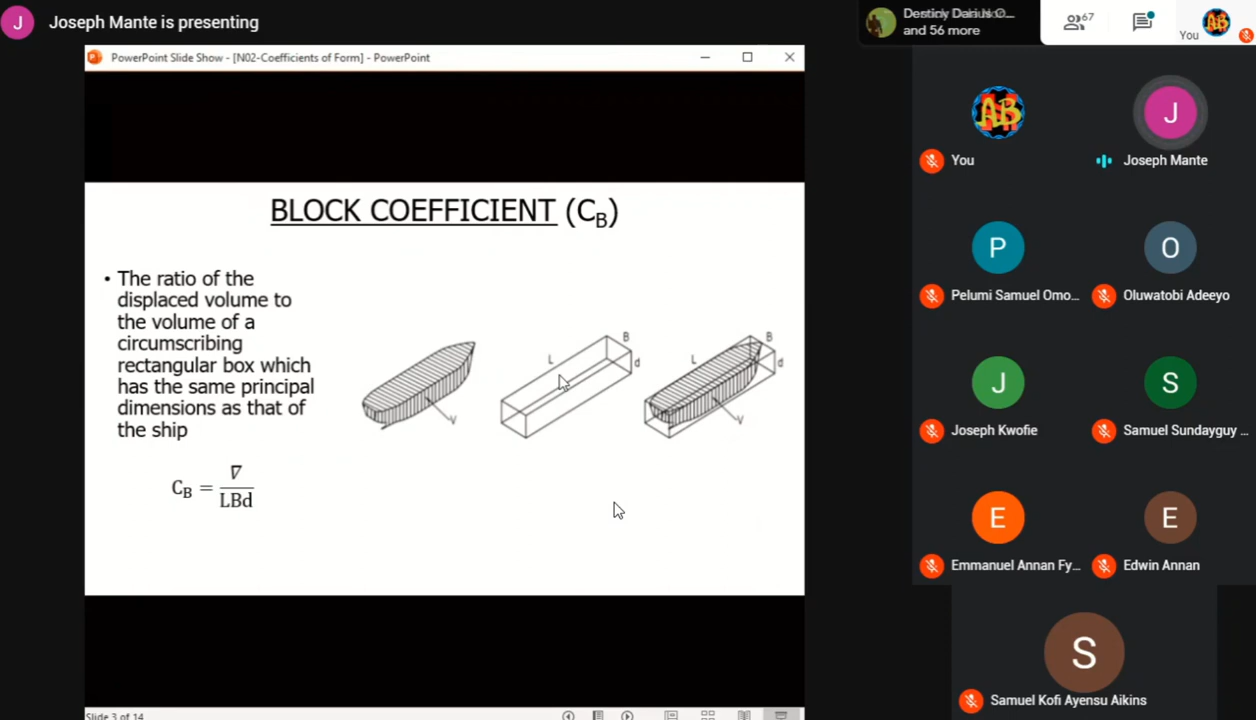 J
Joseph Mante is presenting
and 56 more
67
You
PowerPoint Slide Show - [N02-Coefficients of Form] - PowerPoint
BLOCK COEFFICIENT (CB)
• The ratio of the
displaced volume to
the volume of a
circumscribing
rectangular box which
has the same principal
dimensions as that of
the ship
CB = ∇ / LBd
V
L
B
d
L
B
d
V
Slide 3 of 14
AB
You
J
Joseph Mante
P
Pelumi Samuel Omo...
O
Oluwatobi Adeeyo
J
Joseph Kwofie
S
Samuel Sundayguy ...
E
Emmanuel Annan Fy...
E
Edwin Annan
S
Samuel Kofi Ayensu Aikins